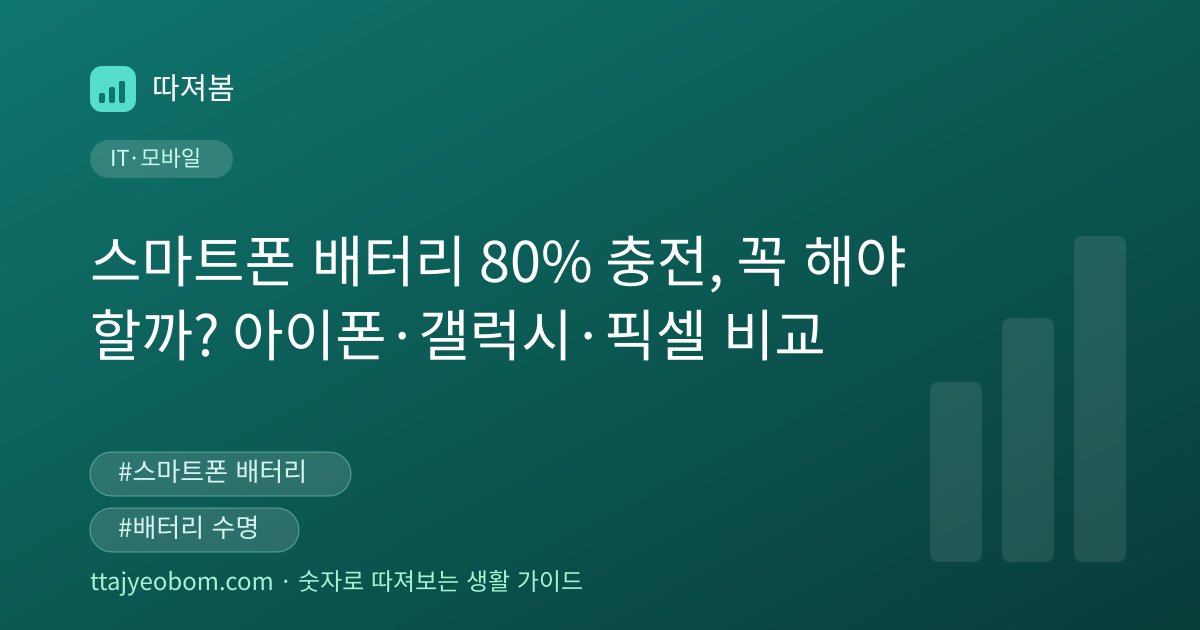 따져봄
IT·모바일
스마트폰 배터리 80% 충전, 꼭 해야
할까? 아이폰·갤럭시·픽셀 비교
#스마트폰 배터리
#배터리 수명
ttajyeobom.com · 숫자로 따져보는 생활 가이드